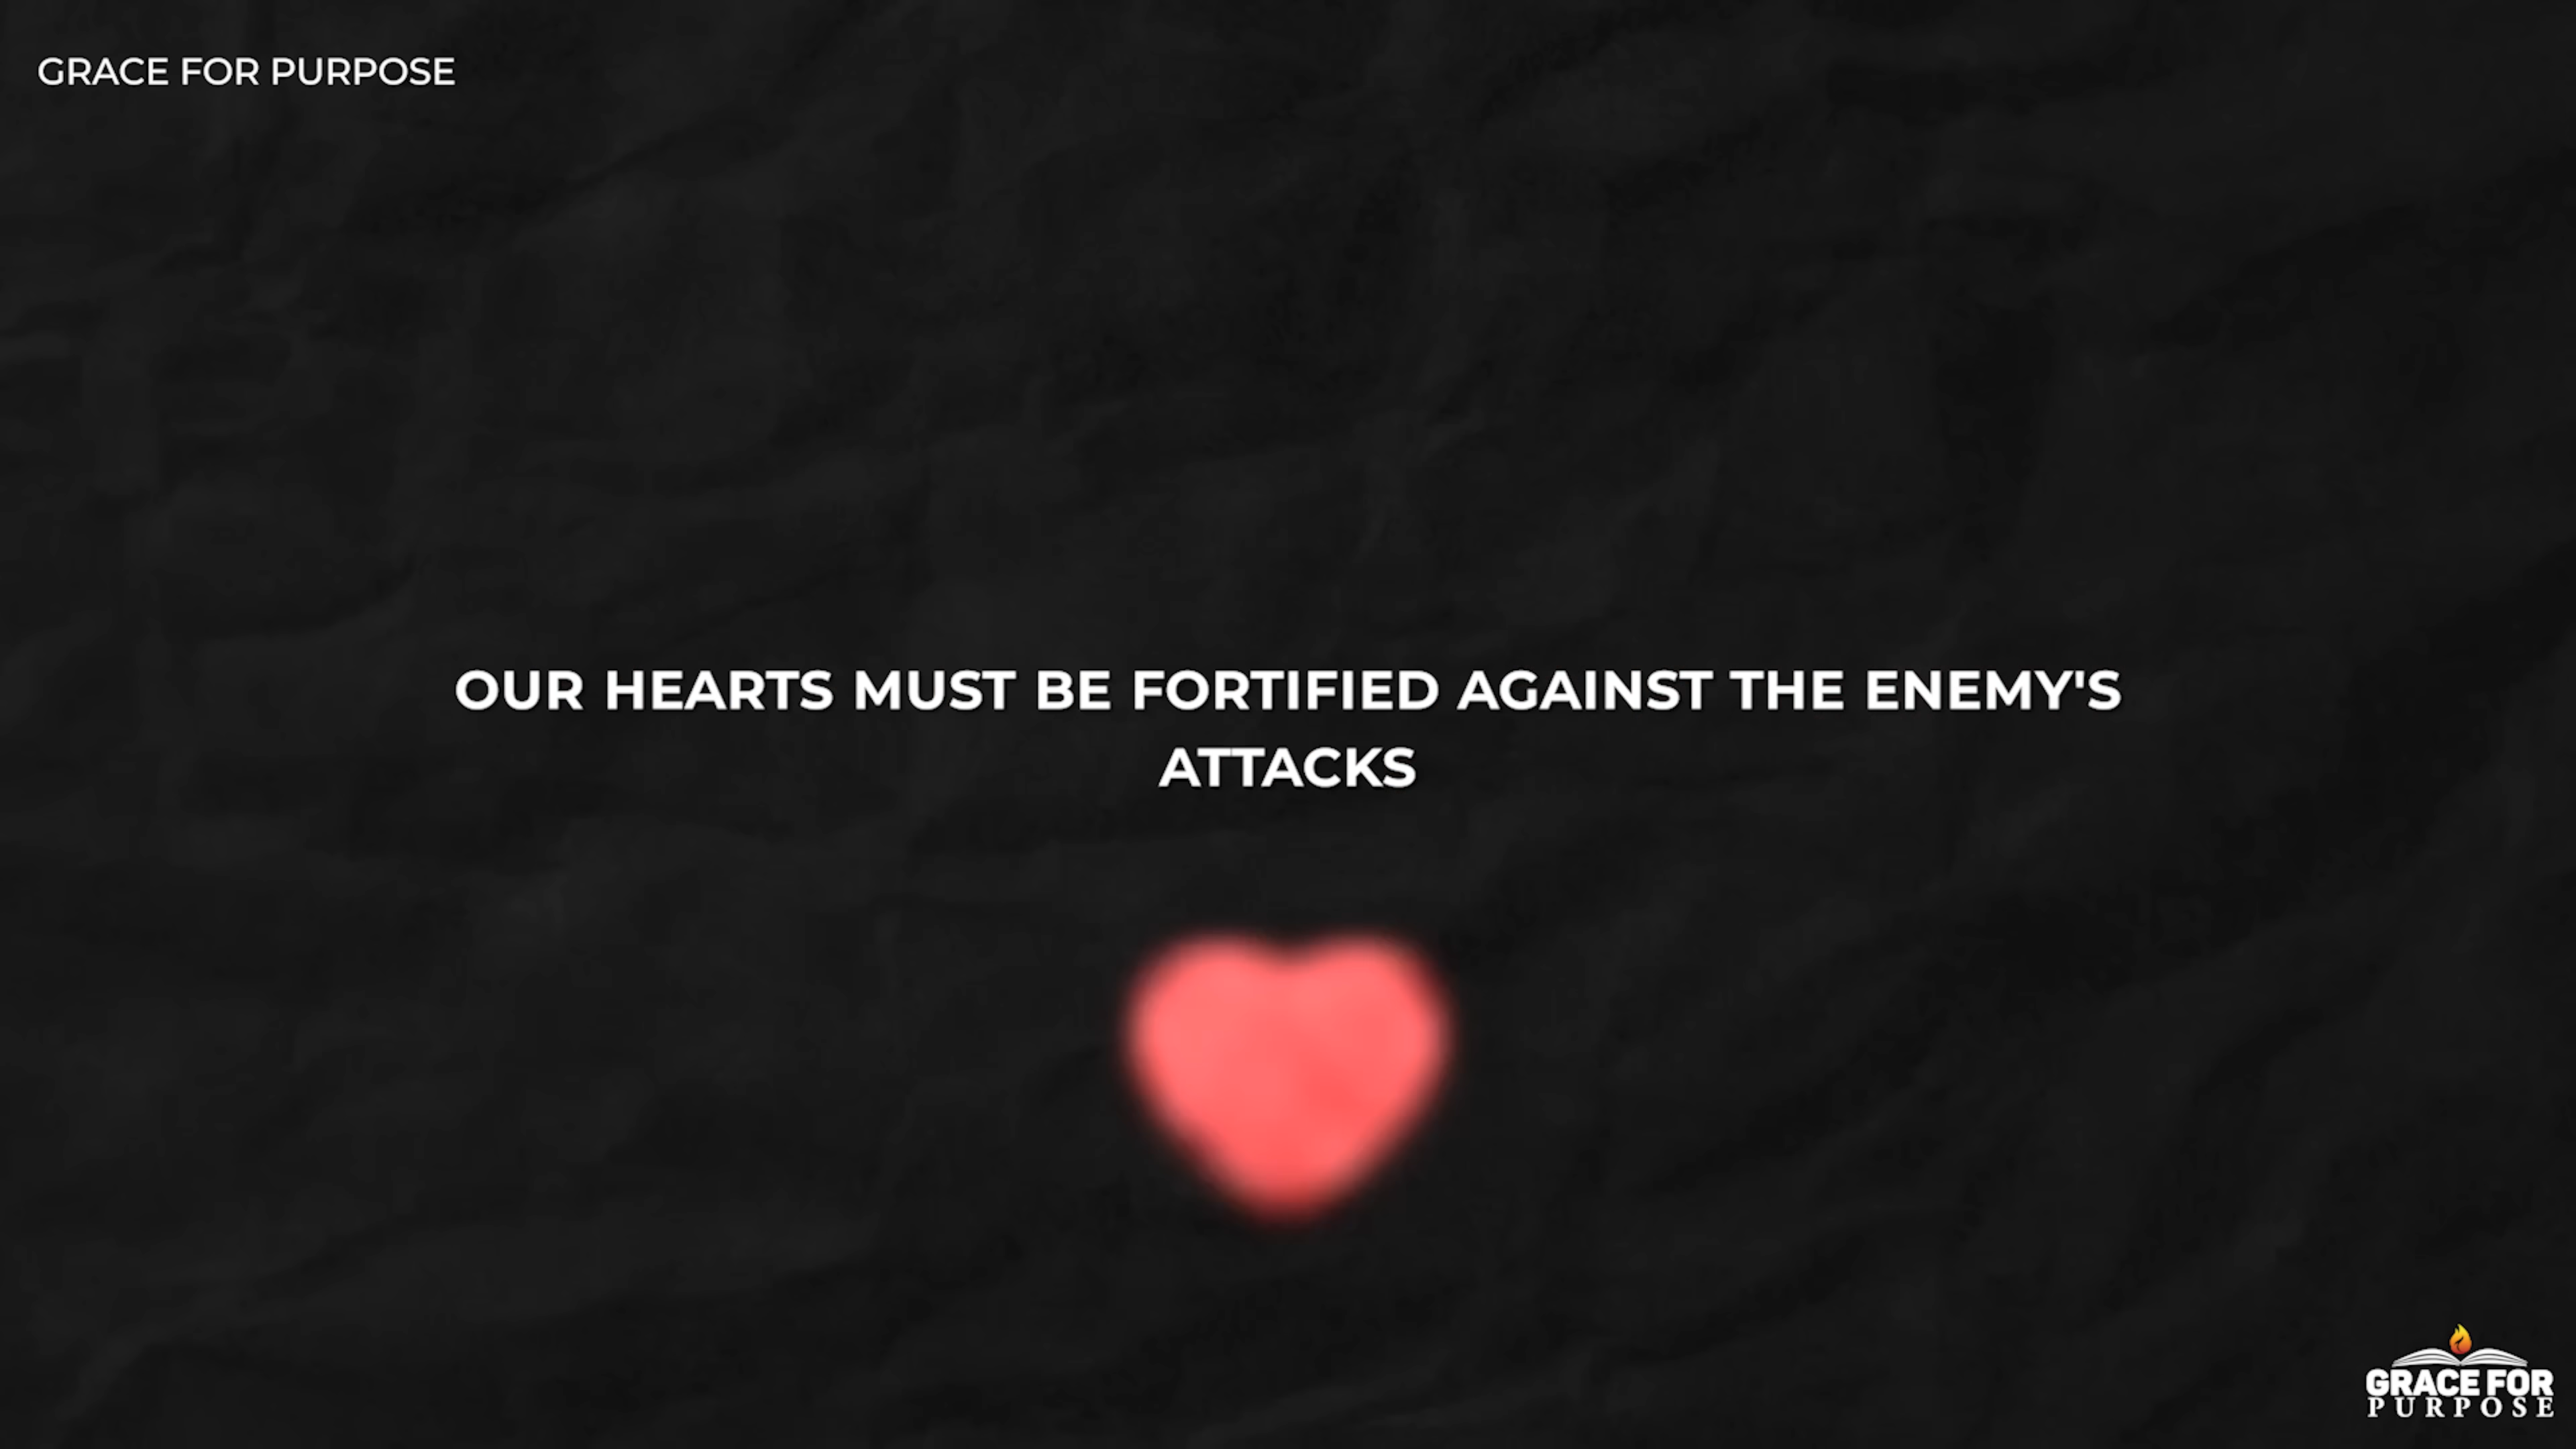 GRACE FOR PURPOSE
OUR HEARTS MUST BE FORTIFIED AGAINST THE ENEMY'S
ATTACKS
GRACE FOR
PURPOSE